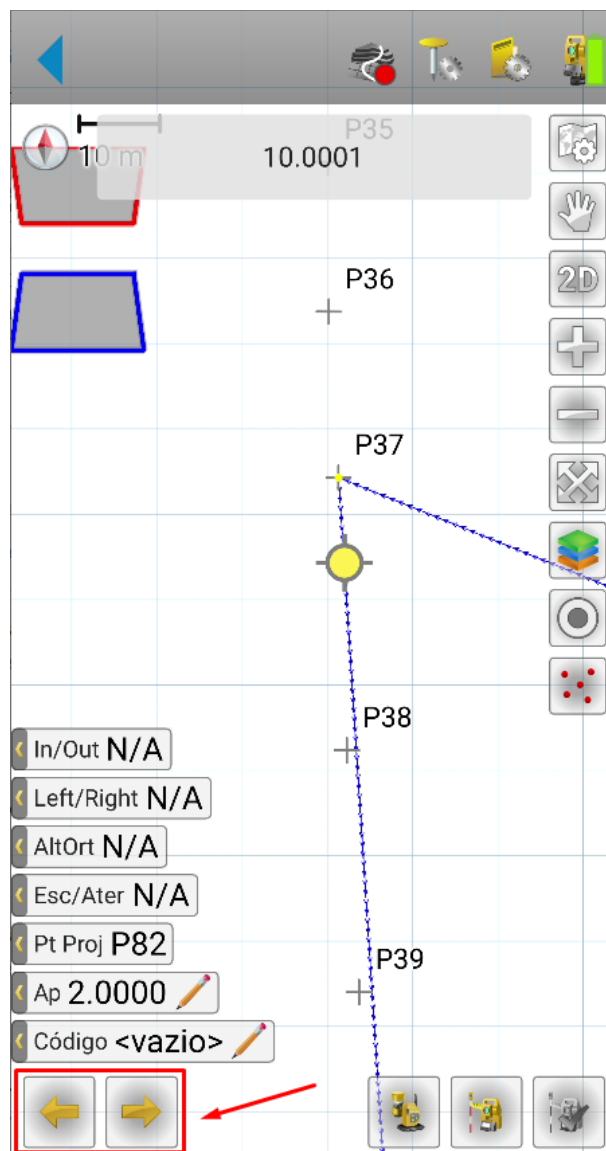 P35
10 m
10.0001
2D
P36
P37
P38
In/Out N/A
Left/Right N/A
AltOrt N/A
Esc/Ater N/A
Pt Proj P82
P39
Ap 2.0000
Código <vazio>